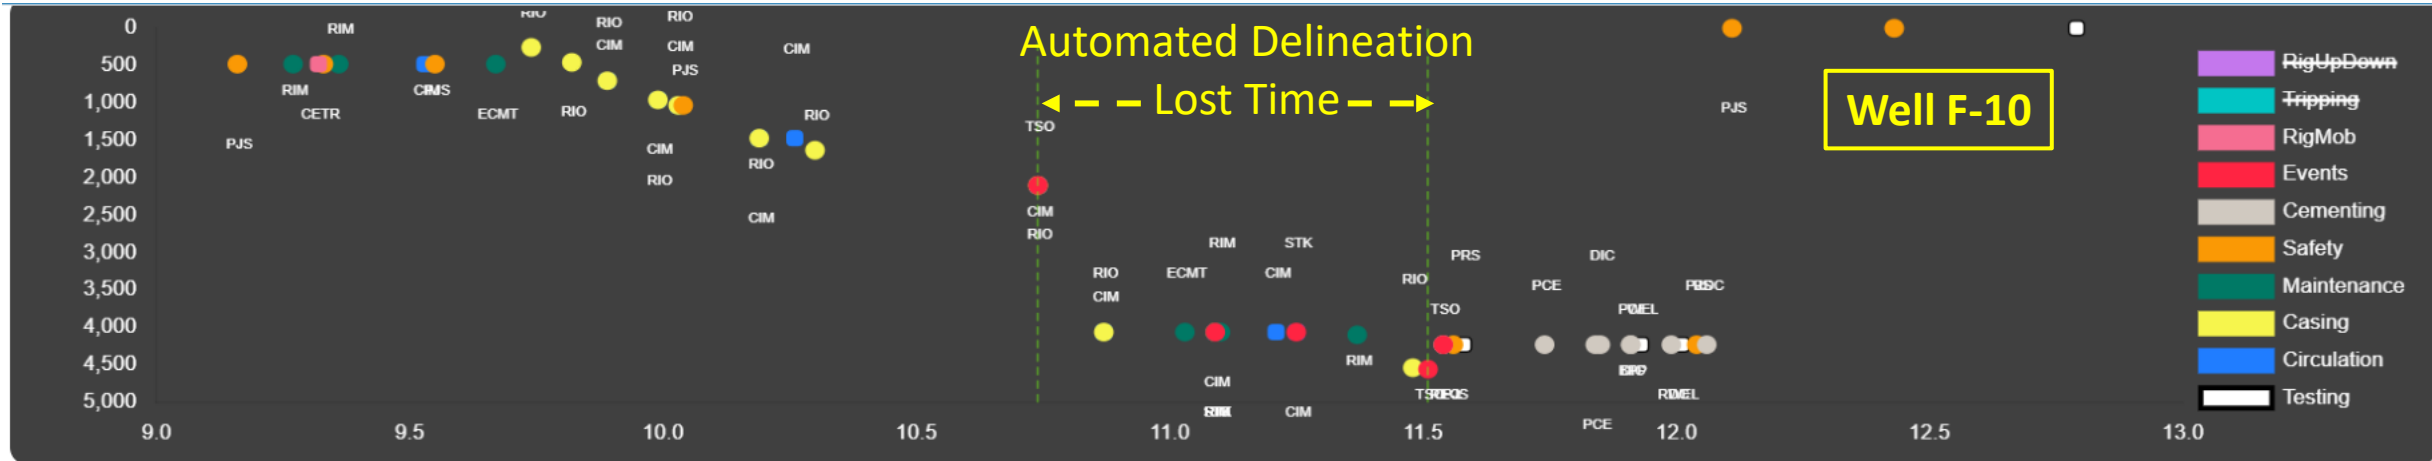 Automated Delineation
Lost Time
Well F-10
0
500
1,000
1,500
2,000
2,500
3,000
3,500
4,000
4,500
5,000
9.0 9.5 10.0 10.5 11.0 11.5 12.0 12.5 13.0
RIM
RIM
CETR
PJS
ECMT
RIO
RIO
RIO
CIM
CIM
RIO
RIO
CIM
PJS
RIO
CIM
CIM
RIO
TSO
CIM
RIO
RIO
CIM
ECMT
RIM
CIM
STK
CIM
CIM
RIM
RIO
TSO
PRS
PCE
DIC
PCE
PJS
RigUpDown
Tripping
RigMob
Events
Cementing
Safety
Maintenance
Casing
Circulation
Testing